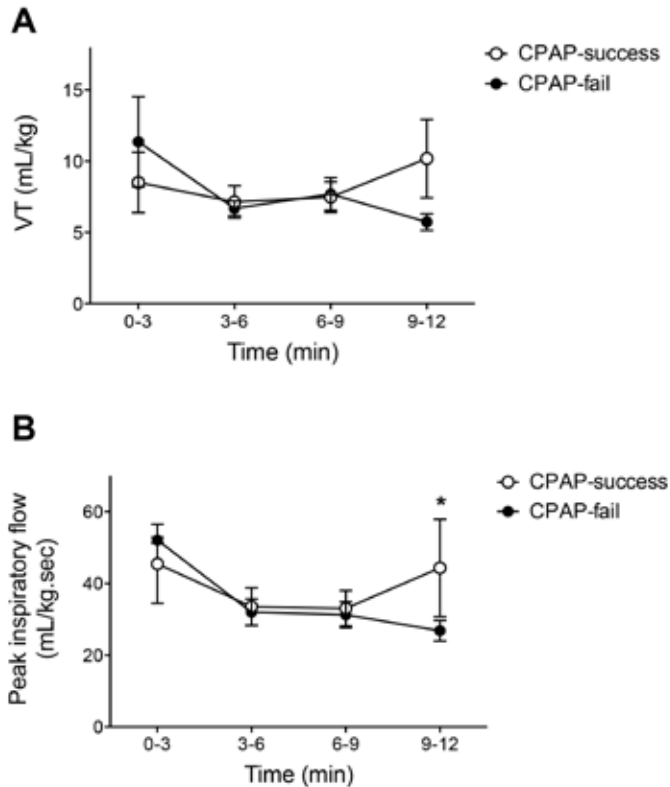 A
CPAP-success
CPAP-fail
VT (mL/kg)
15
10
5
0
0-3 3-6 6-9 9-12
Time (min)
B
CPAP-success
CPAP-fail
*
Peak inspiratory flow
(mL/kg.sec)
60
40
20
0
0-3 3-6 6-9 9-12
Time (min)